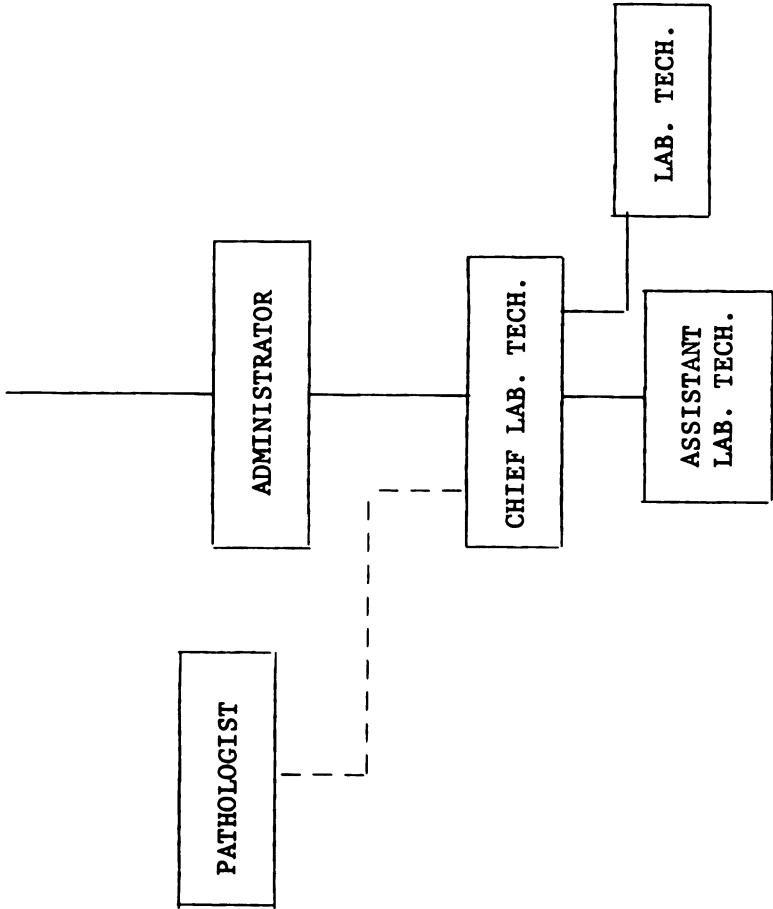 PATHOLOGIST
ADMINISTRATOR
CHIEF LAB. TECH.
ASSISTANT
LAB. TECH.
LAB. TECH.